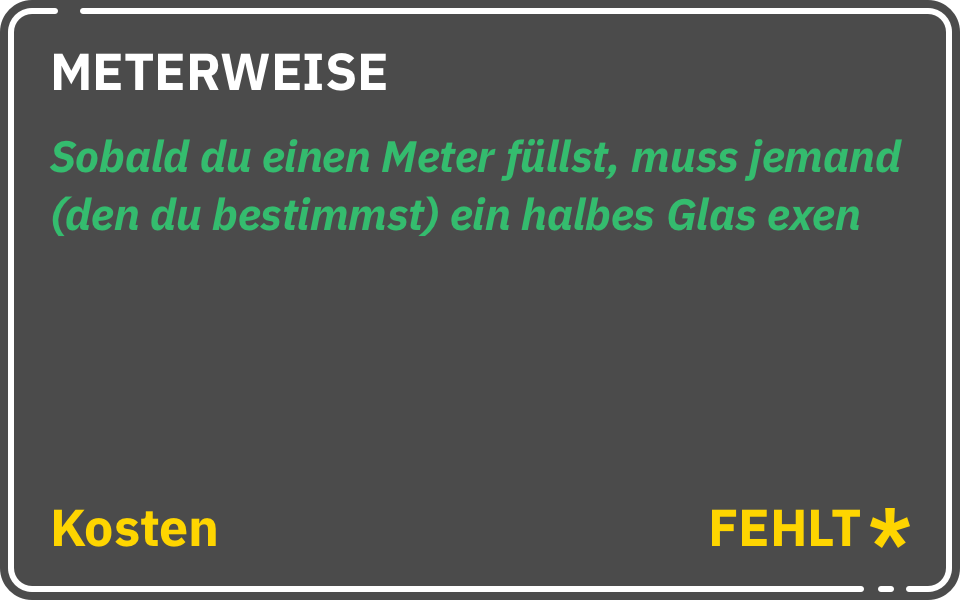 METERWEISE
Sobald du einen Meter füllst, muss jemand
(den du bestimmst) ein halbes Glas exen
Kosten FEHLT*